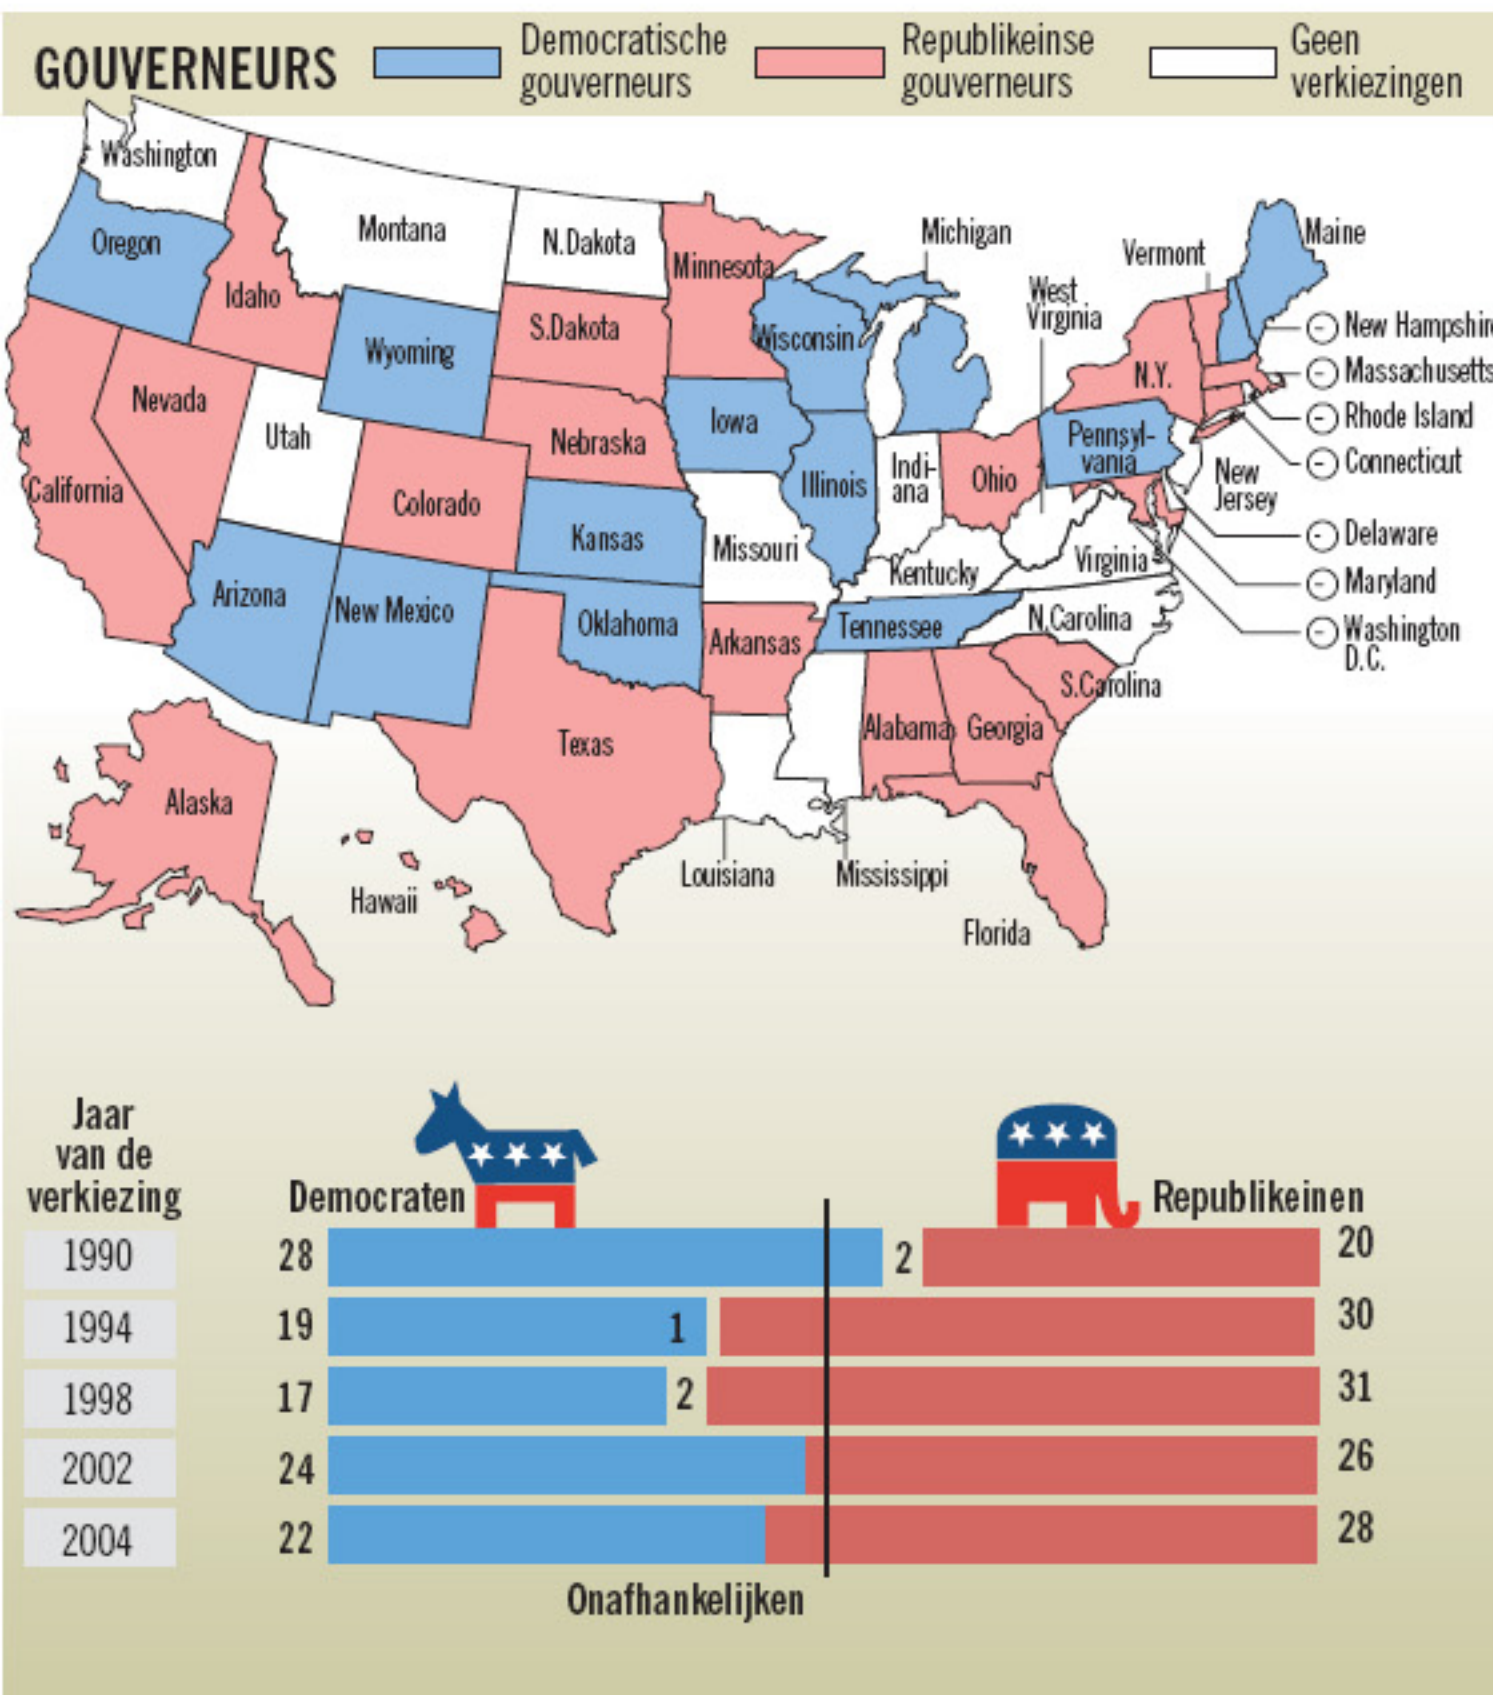 GOUVERNEURS
Democratische
gouverneurs
Republikeinse
gouverneurs
Geen
verkiezingen
Washington
Oregon
Idaho
Montana
N.Dakota
Minnesota
Michigan
Vermont
Maine
West
Virginia
New Hampshire
Wyoming
S.Dakota
Wisconsin
N.Y.
Massachusetts
Nevada
Utah
Nebraska
Iowa
Rhode Island
Pennsyl-
vania
Connecticut
California
Colorado
Illinois
Indi-
ana
Ohio
New
Jersey
Kansas
Missouri
Kentucky
Virginia
Delaware
Maryland
Arizona
New Mexico
Oklahoma
Arkansas
Tennessee
N.Carolina
Washington
D.C.
S.Carolina
Texas
Alabama
Georgia
Alaska
Hawaii
Louisiana
Mississippi
Florida
Jaar
van de
verkiezing
Democraten
Republikeinen
1990 28 2 20
1994 19 1 30
1998 17 2 31
2002 24 26
2004 22 28
Onafhankelijken